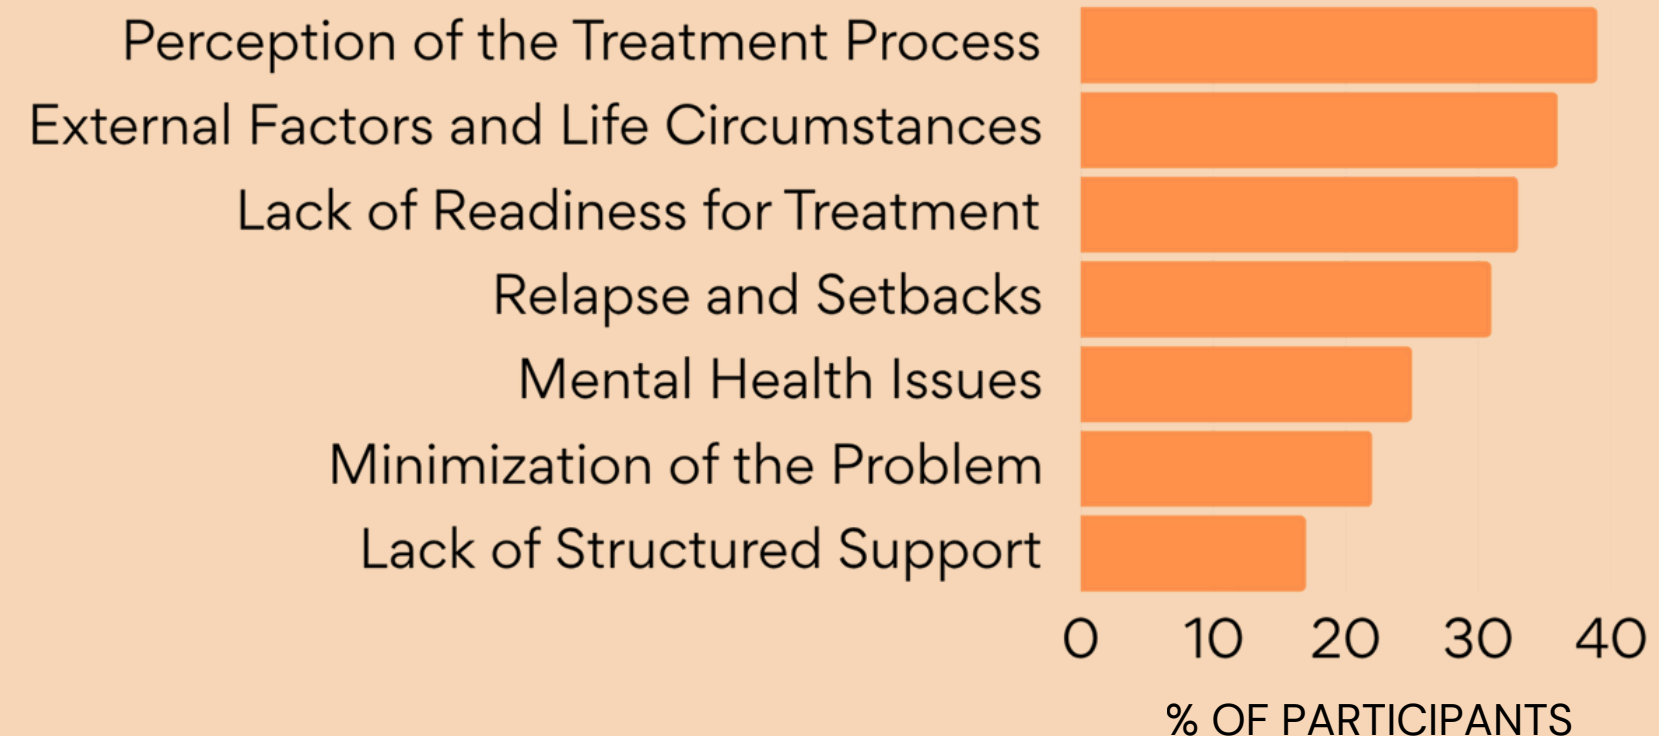 Perception of the Treatment Process
External Factors and Life Circumstances
Lack of Readiness for Treatment
Relapse and Setbacks
Mental Health Issues
Minimization of the Problem
Lack of Structured Support
0 10 20 30 40
% OF PARTICIPANTS